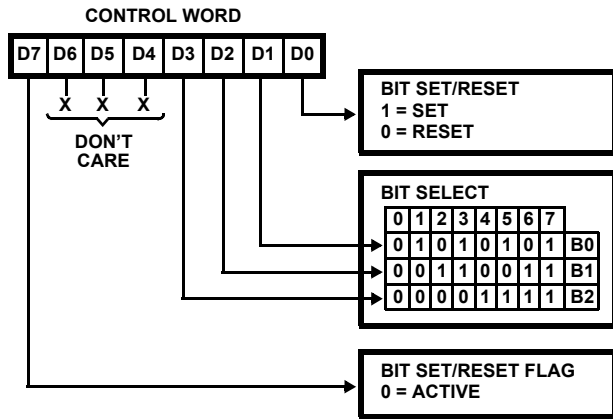 CONTROL WORD
D7 D6 D5 D4 D3 D2 D1 D0
X X X
DON'T
CARE
BIT SET/RESET
1 = SET
0 = RESET
BIT SELECT
0 1 2 3 4 5 6 7
0 1 0 1 0 1 0 1 B0
0 0 1 1 0 0 1 1 B1
0 0 0 0 1 1 1 1 B2
BIT SET/RESET FLAG
0 = ACTIVE